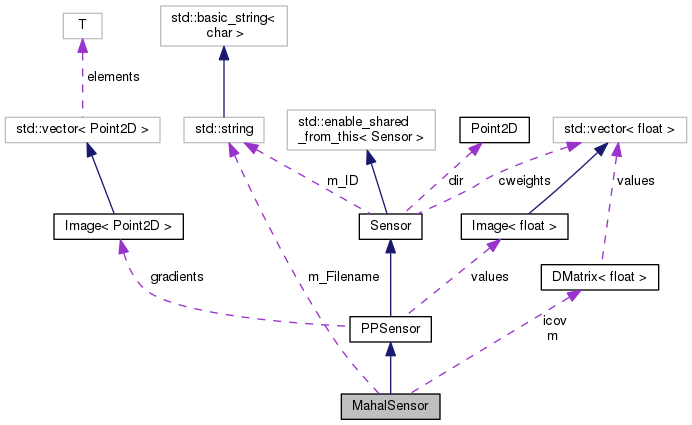 T
std::basic_string<
char >
elements
std::vector< Point2D >
std::string
std::enable_shared
_from_this< Sensor >
Point2D
std::vector< float >
m_ID
dir
cweights
values
Image< Point2D >
Sensor
Image< float >
gradients
m_Filename
values
DMatrix< float >
PPSensor
icov
m
MahalSensor